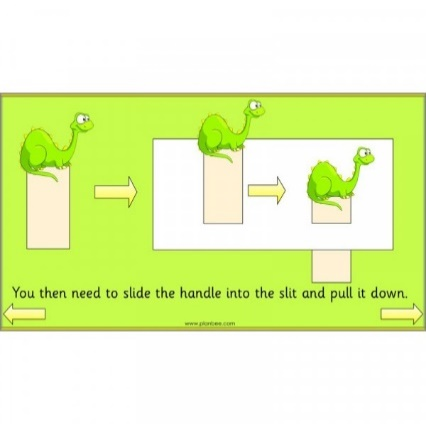 You then need to slide the handle into the slit and pull it down.
www.planbee.com